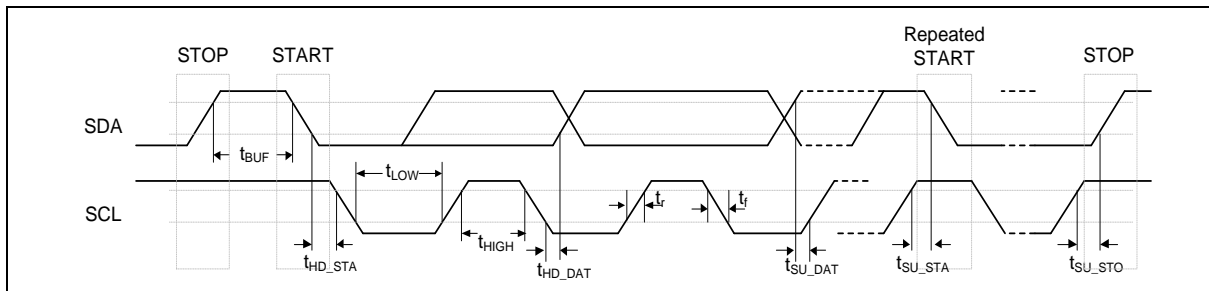 Repeated
STOP START START STOP
SDA
tBUF
tLOW
SCL
tr tf
tHIGH
tHD_STA tHD_DAT tSU_DAT tSU_STA tSU_STO